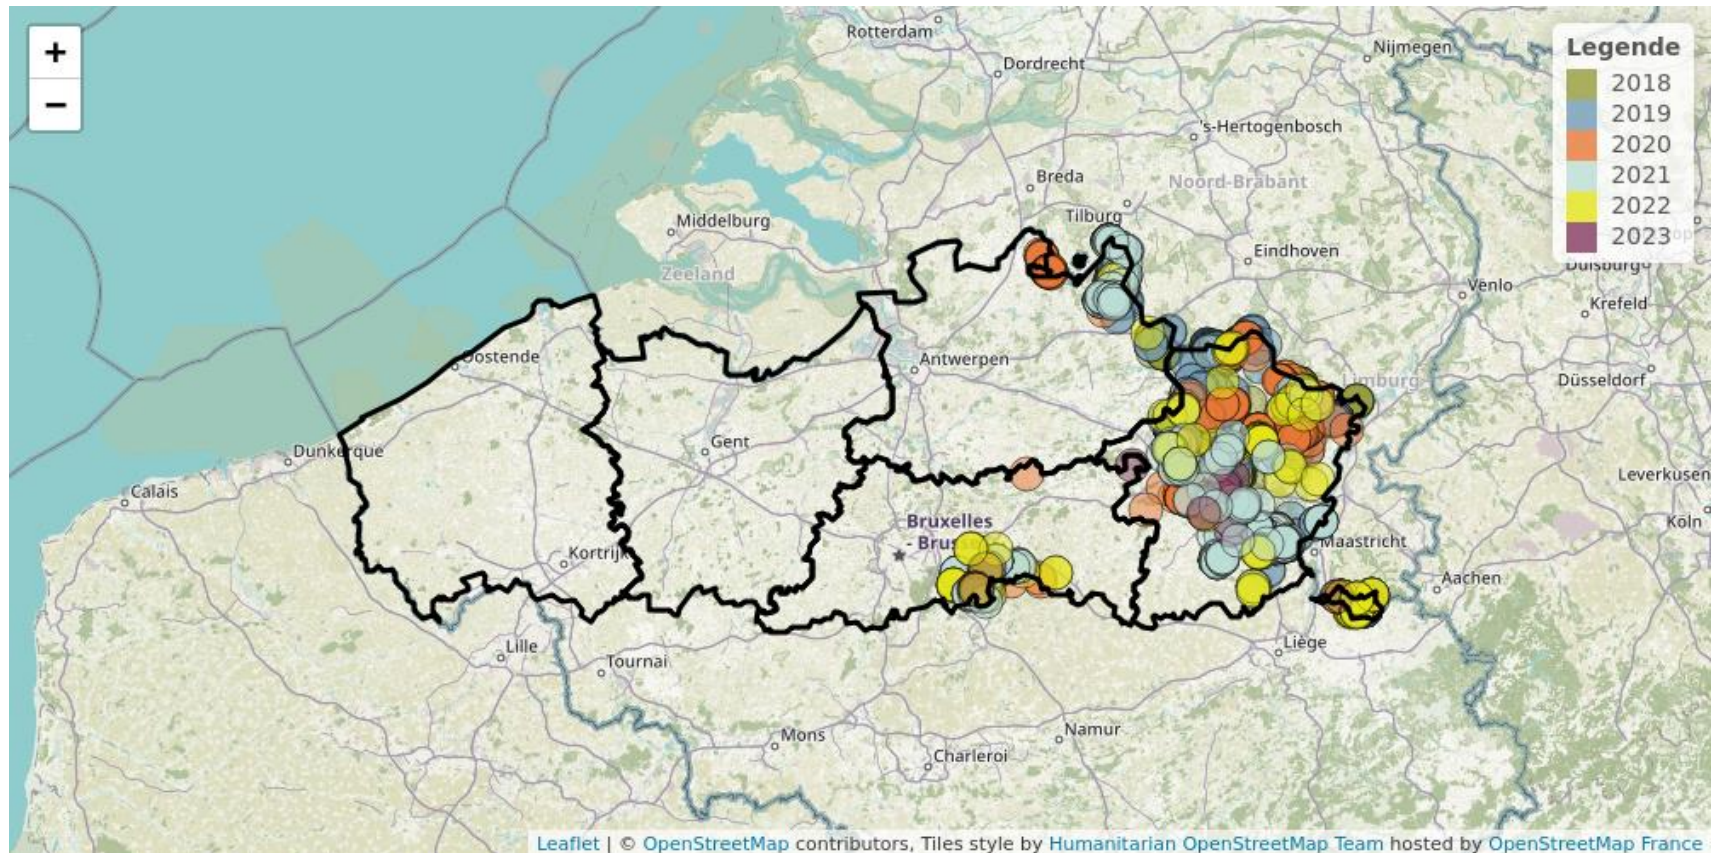 +
−
Legende
2018
2019
2020
2021
2022
2023
Rotterdam
Dordrecht
Nijmegen
's-Hertogenbosch
Breda
Noord-Brabant
Tilburg
Middelburg
Eindhoven
Zeeland
Duisburg
Venlo
Krefeld
Oostende
Antwerpen
Limburg
Düsseldorf
Gent
Dunkerque
Leverkusen
Calais
Bruxelles
- Brus
Köln
Kortrijk
Maastricht
Aachen
Lille
Tournai
Liège
Mons
Namur
Charleroi
Leaflet | © OpenStreetMap contributors, Tiles style by Humanitarian OpenStreetMap Team hosted by OpenStreetMap France